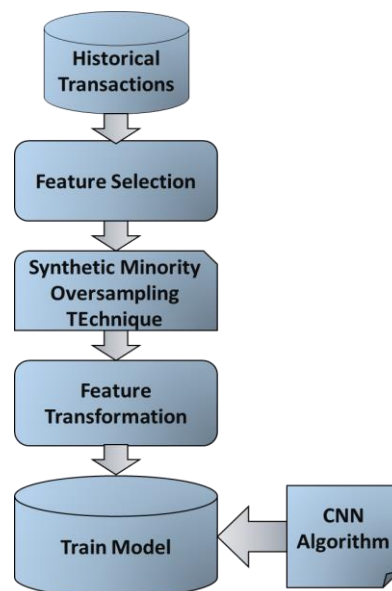 Historical
Transactions
Feature Selection
Synthetic Minority
Oversampling
TEchnique
Feature
Transformation
Train Model
CNN
Algorithm